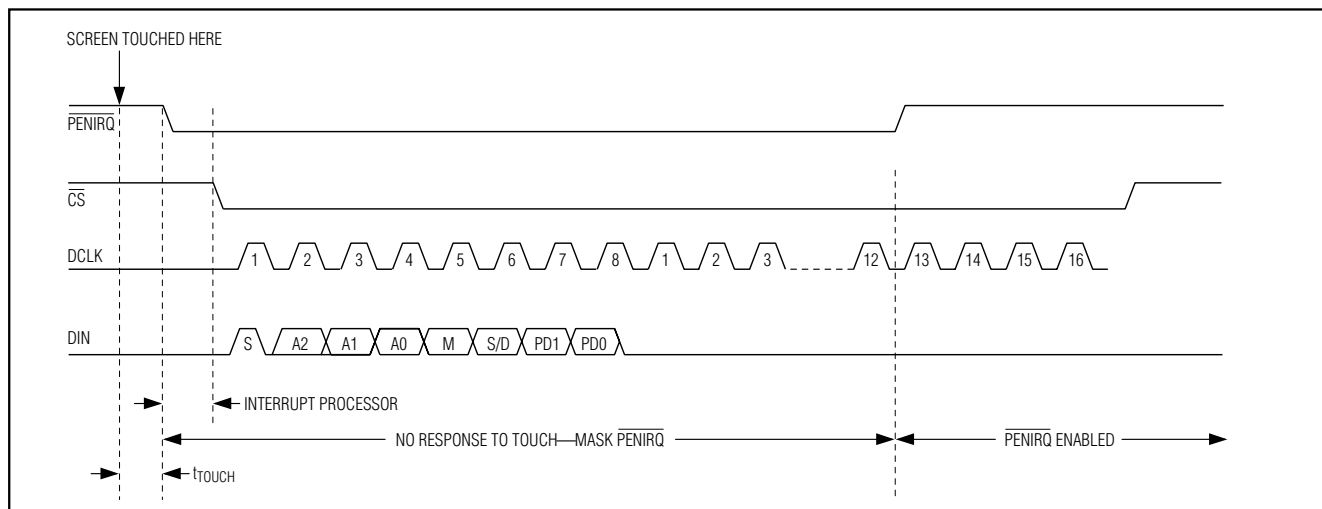 SCREEN TOUCHED HERE
PENIRQ
CS
DCLK 1 2 3 4 5 6 7 8 1 2 3 12 13 14 15 16
DIN S A2 A1 A0 M S/D PD1 PD0
INTERRUPT PROCESSOR
NO RESPONSE TO TOUCH—MASK PENIRQ PENIRQ ENABLED
tTOUCH